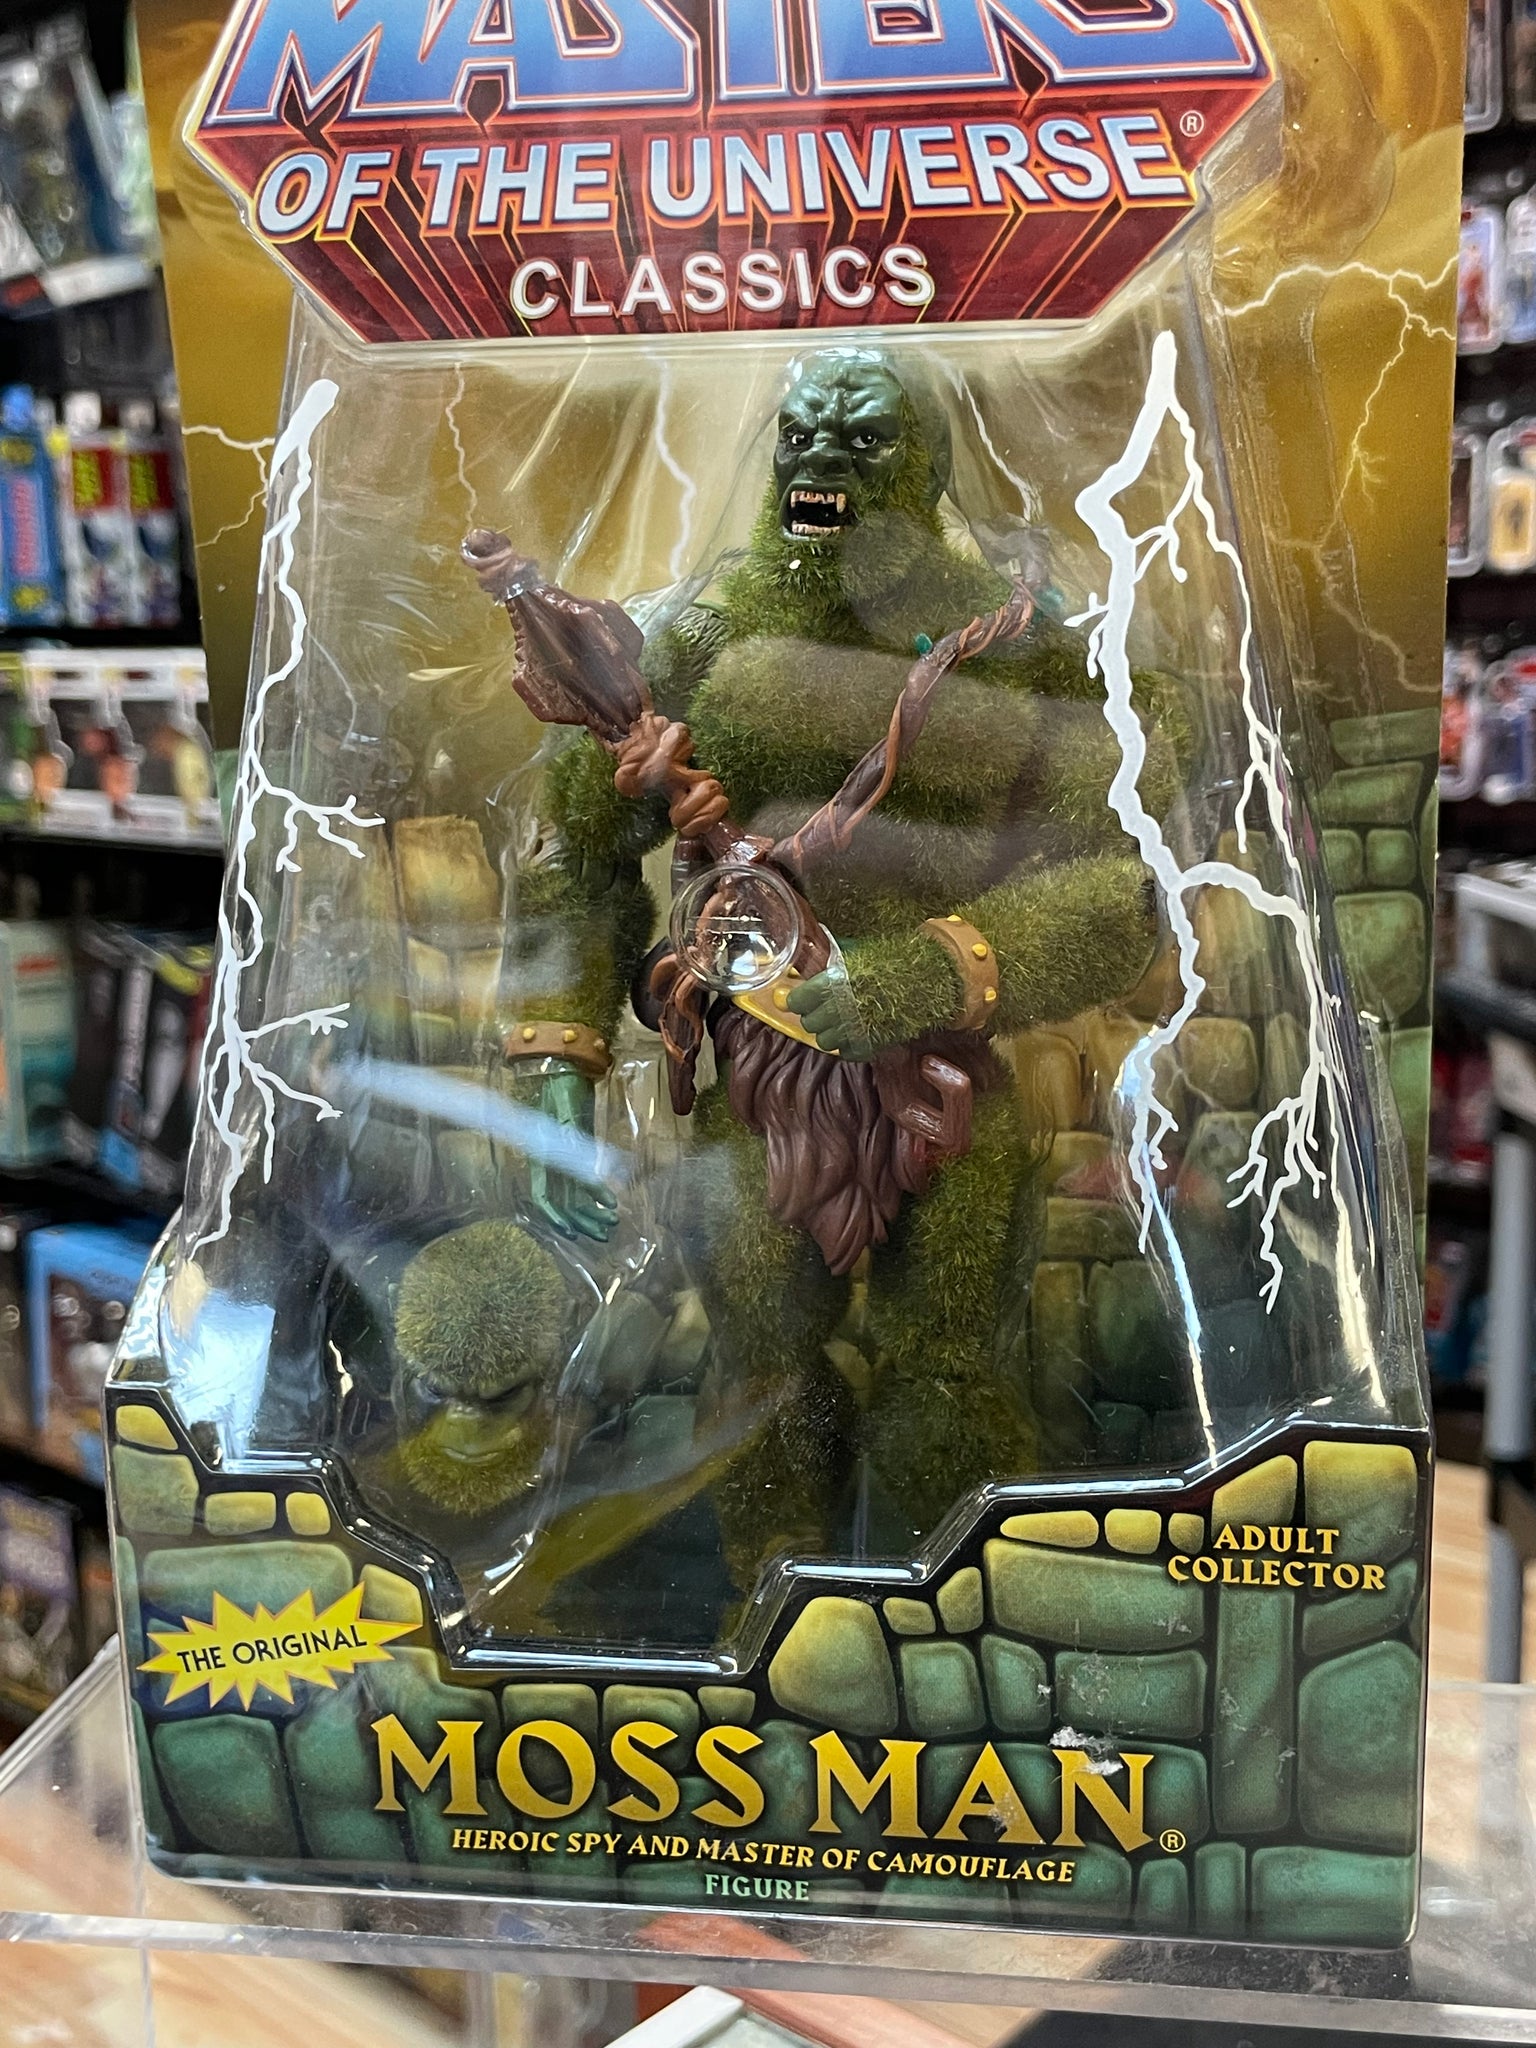 MASTERS
OF THE UNIVERSE®
CLASSICS
ADULT
COLLECTOR
THE ORIGINAL
MOSS MAN®
HEROIC SPY AND MASTER OF CAMOUFLAGE
FIGURE